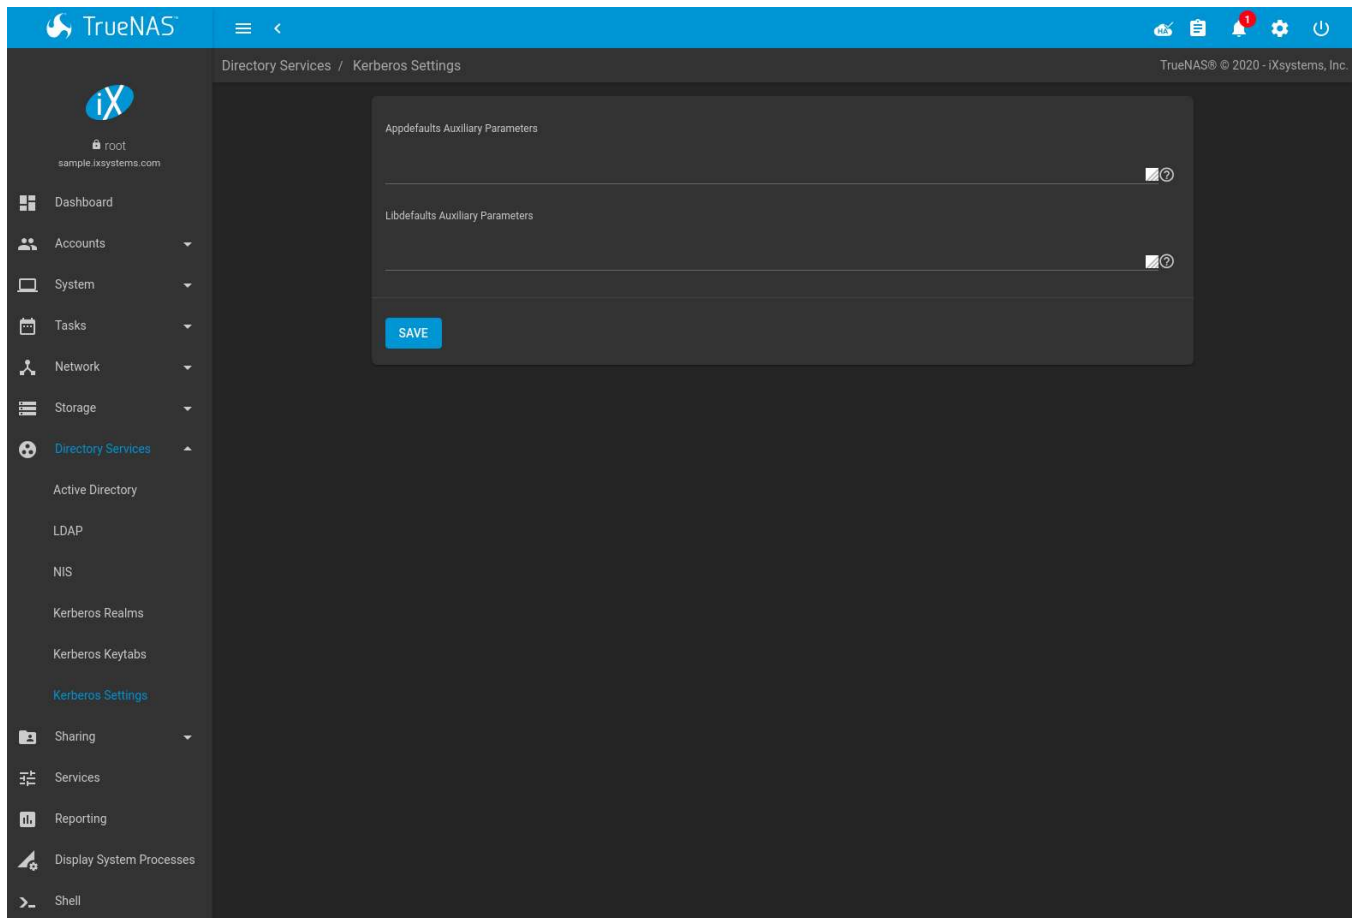 TrueNAS
HA
1
Directory Services / Kerberos Settings
TrueNAS® © 2020 - iXsystems, Inc.
iX
root
sample.ixsystems.com
Dashboard
Accounts
System
Tasks
Network
Storage
Directory Services
Active Directory
LDAP
NIS
Kerberos Realms
Kerberos Keytabs
Kerberos Settings
Sharing
Services
Reporting
Display System Processes
Shell
Appdefaults Auxiliary Parameters
Libdefaults Auxiliary Parameters
SAVE